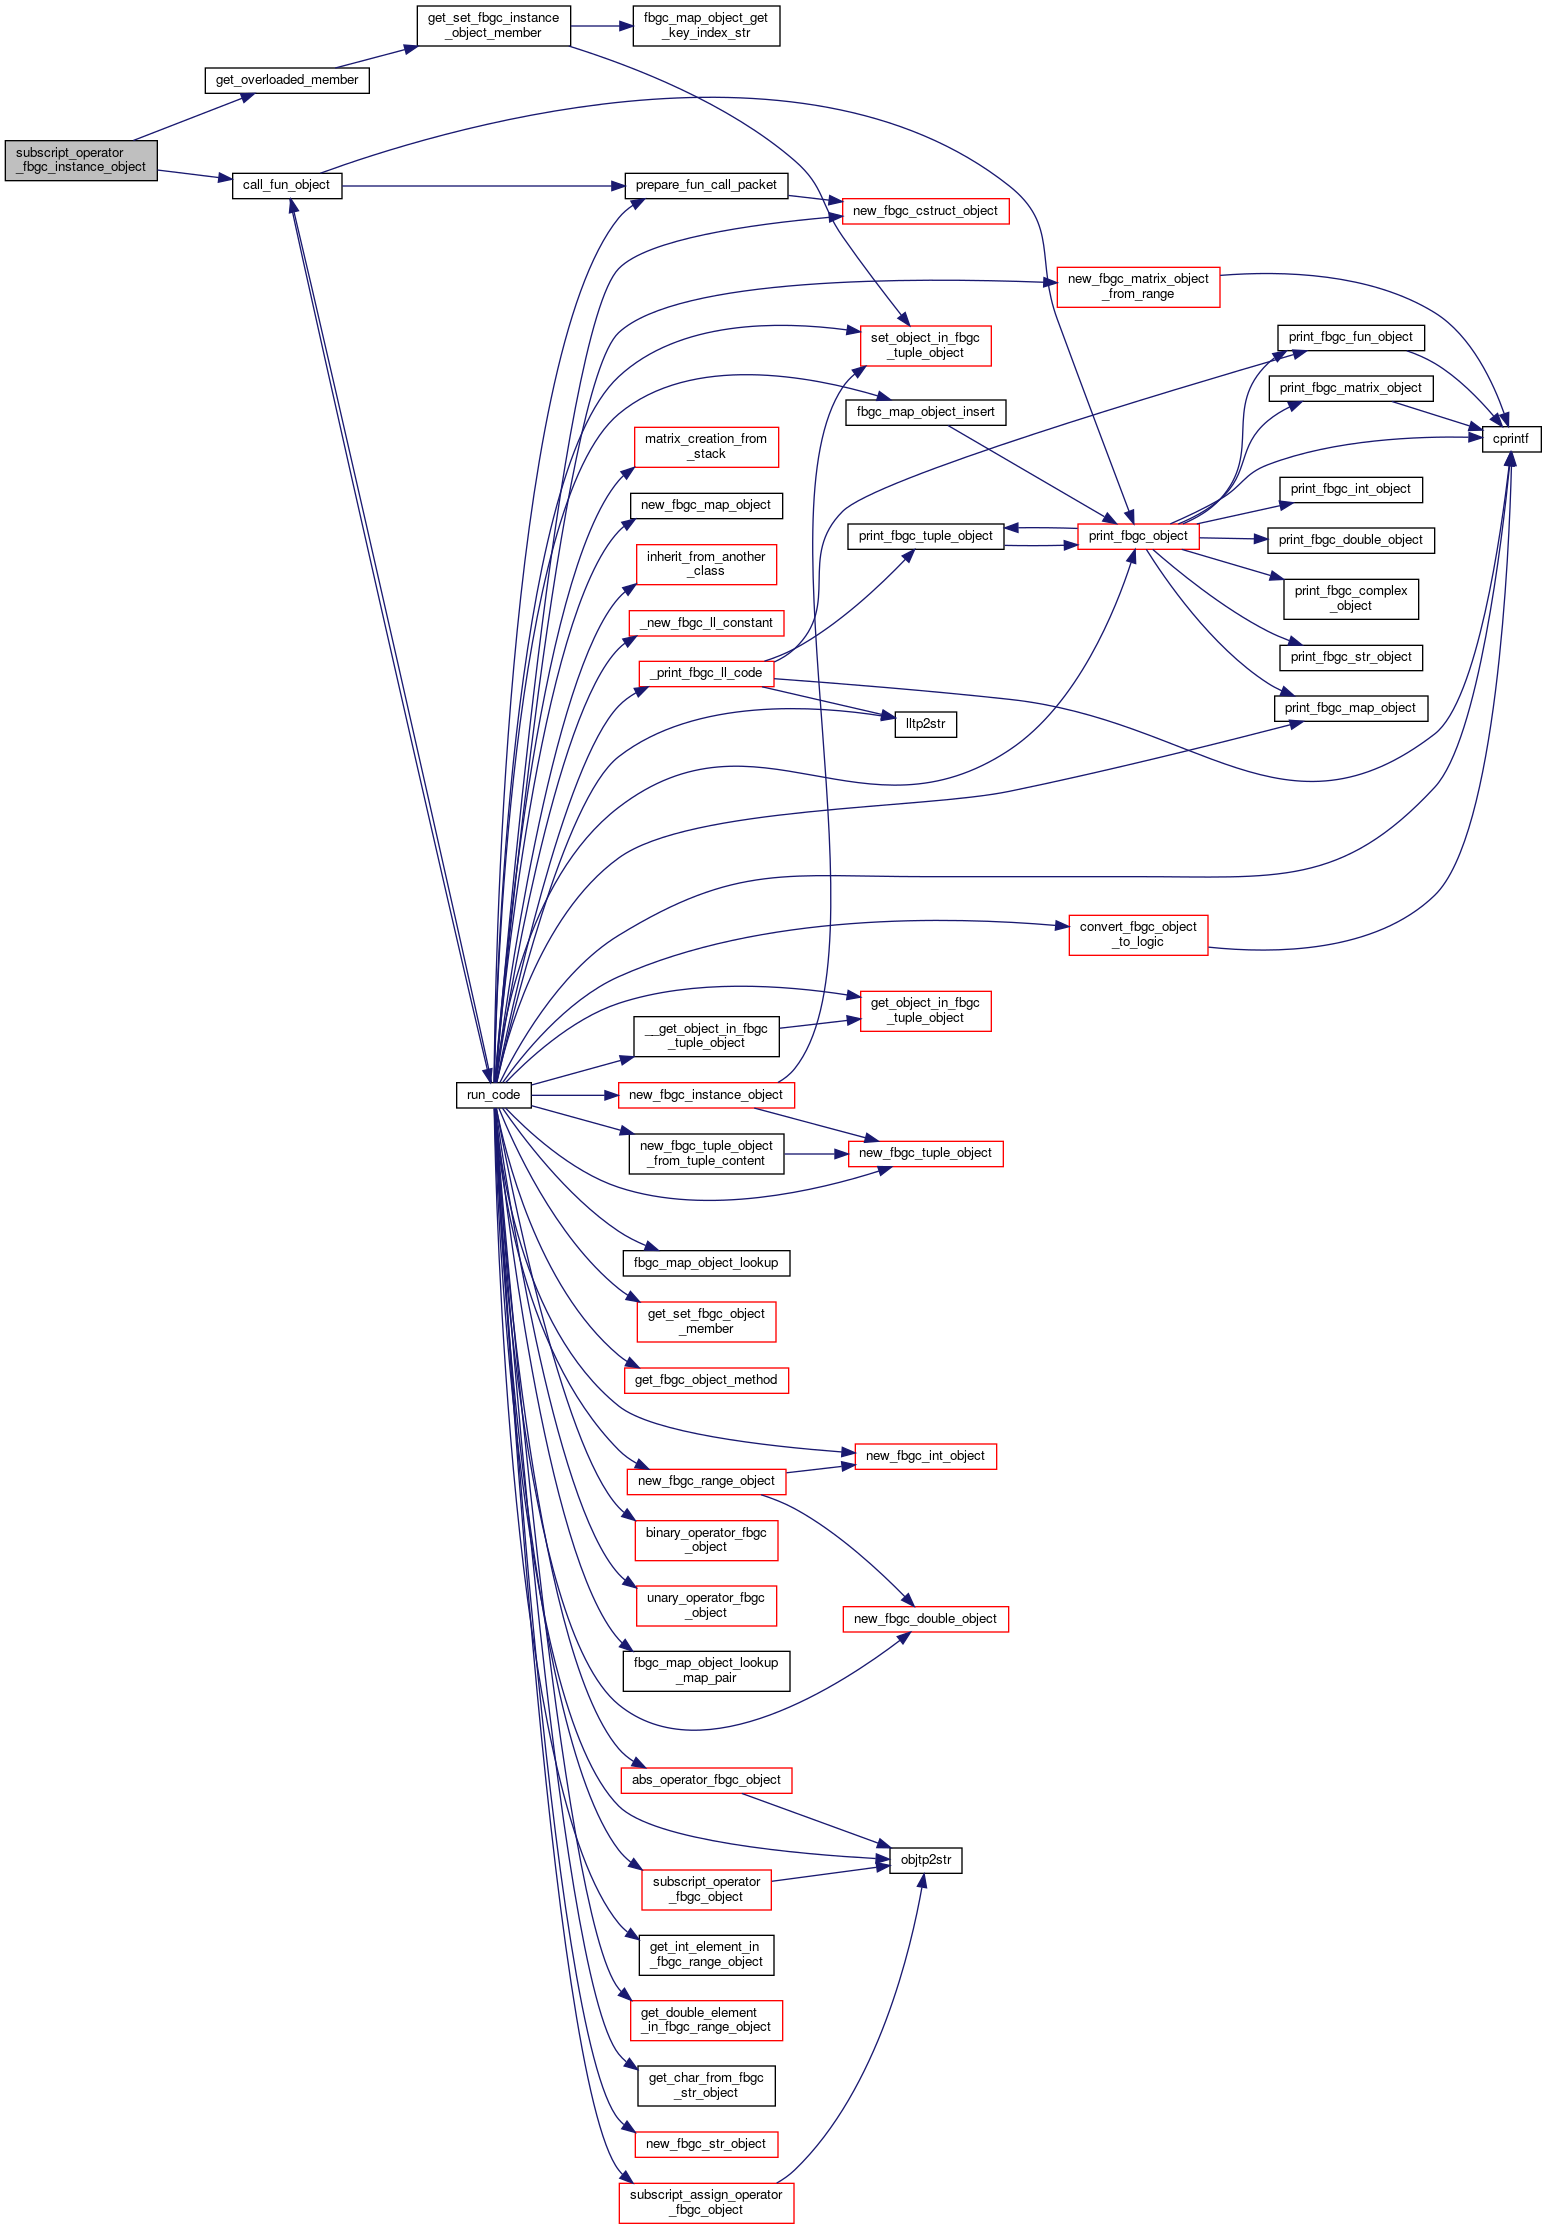 get_set_fbgc_instance
_object_member
fbgc_map_object_get
_key_index_str
get_overloaded_member
subscript_operator
_fbgc_instance_object
call_fun_object
prepare_fun_call_packet
new_fbgc_cstruct_object
new_fbgc_matrix_object
_from_range
set_object_in_fbgc
_tuple_object
print_fbgc_fun_object
print_fbgc_matrix_object
fbgc_map_object_insert
cprintf
matrix_creation_from
_stack
print_fbgc_int_object
new_fbgc_map_object
print_fbgc_tuple_object
print_fbgc_object
print_fbgc_double_object
inherit_from_another
_class
print_fbgc_complex
_object
_new_fbgc_ll_constant
print_fbgc_str_object
_print_fbgc_ll_code
print_fbgc_map_object
lltp2str
convert_fbgc_object
_to_logic
get_object_in_fbgc
_tuple_object
__get_object_in_fbgc
_tuple_object
run_code
new_fbgc_instance_object
new_fbgc_tuple_object
_from_tuple_content
new_fbgc_tuple_object
fbgc_map_object_lookup
get_set_fbgc_object
_member
get_fbgc_object_method
new_fbgc_int_object
new_fbgc_range_object
binary_operator_fbgc
_object
unary_operator_fbgc
_object
new_fbgc_double_object
fbgc_map_object_lookup
_map_pair
abs_operator_fbgc_object
objtp2str
subscript_operator
_fbgc_object
get_int_element_in
_fbgc_range_object
get_double_element
_in_fbgc_range_object
get_char_from_fbgc
_str_object
new_fbgc_str_object
subscript_assign_operator
_fbgc_object